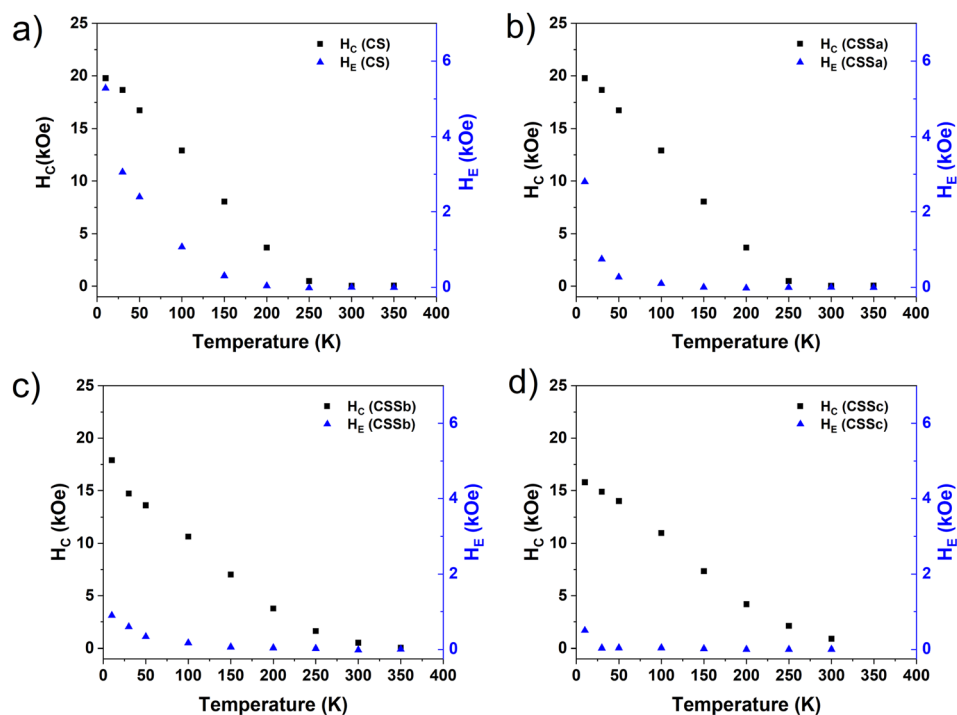 a)
H_C (CS)
H_E (CS)
25
20
15
10
5
0
H_C(kOe)
6
4
2
0
H_E (kOe)
0 50 100 150 200 250 300 350 400
Temperature (K)
b)
H_C (CSSa)
H_E (CSSa)
25
20
15
10
5
0
H_C (kOe)
6
4
2
0
H_E (kOe)
0 50 100 150 200 250 300 350 400
Temperature (K)
c)
H_C (CSSb)
H_E (CSSb)
25
20
15
10
5
0
H_C (kOe)
6
4
2
0
H_E (kOe)
0 50 100 150 200 250 300 350 400
Temperature (K)
d)
H_C (CSSc)
H_E (CSSc)
25
20
15
10
5
0
H_C (kOe)
6
4
2
0
H_E (kOe)
0 50 100 150 200 250 300 350 400
Temperature (K)